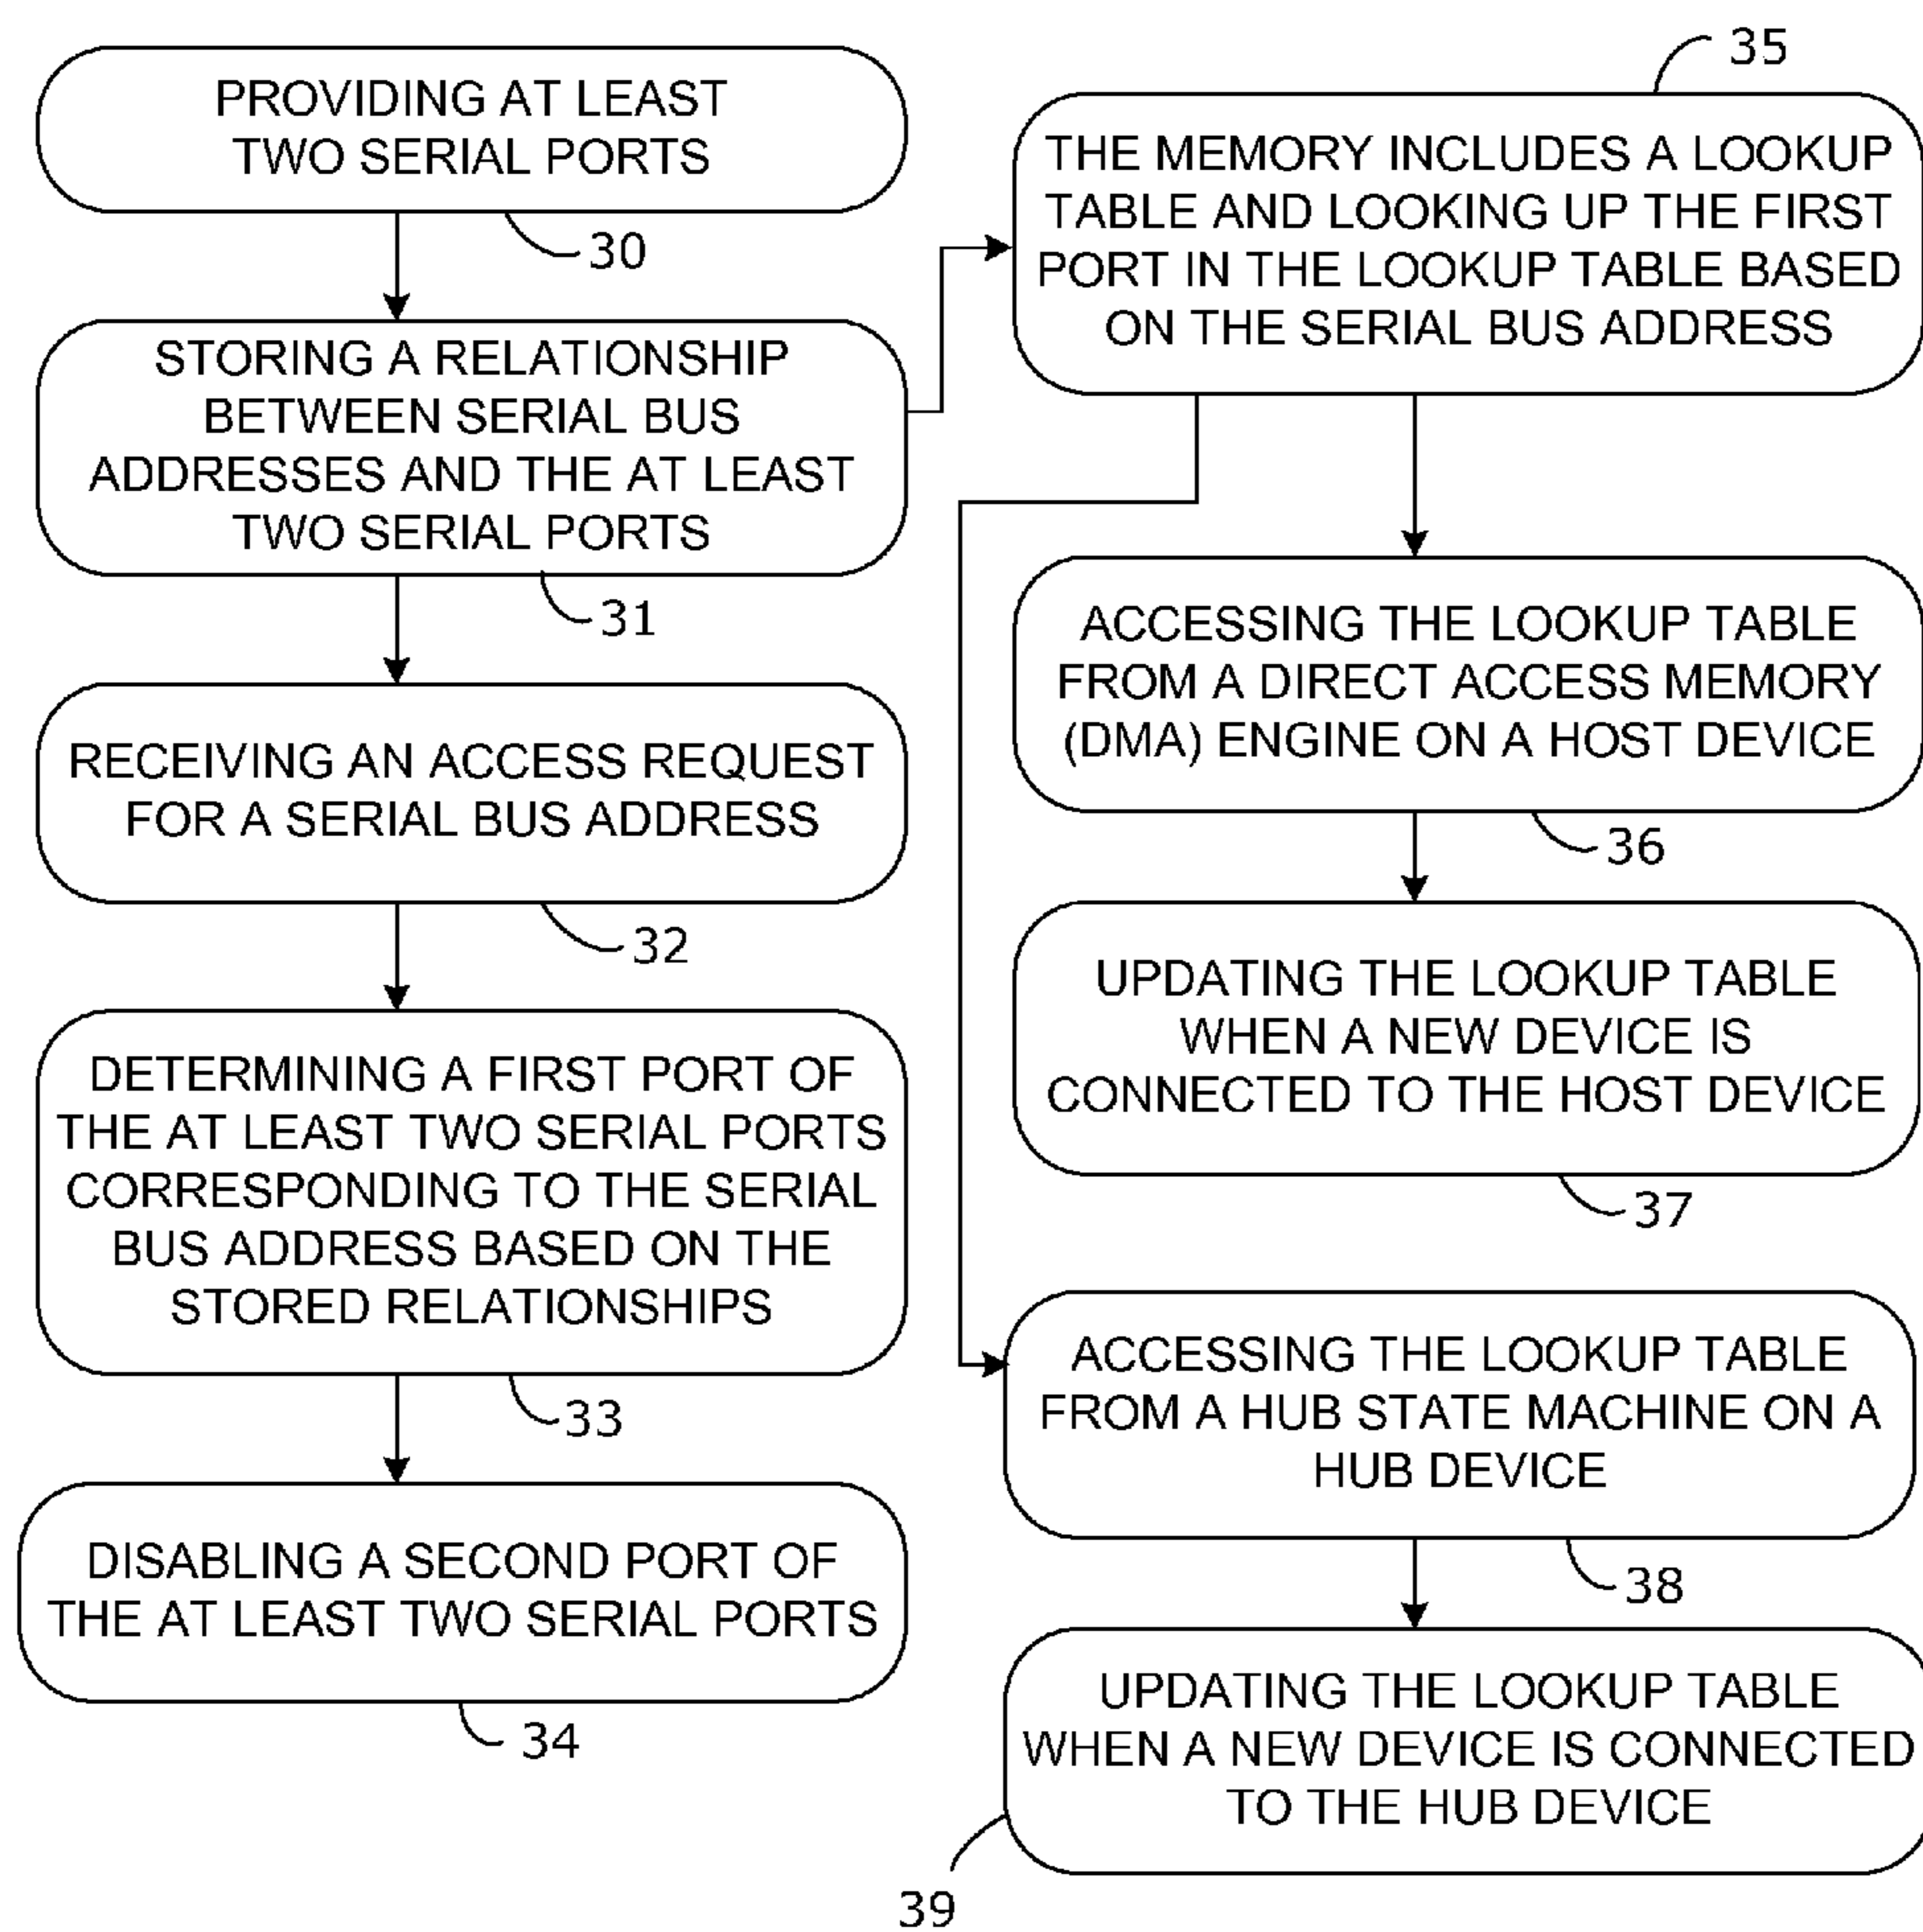 PROVIDING AT LEAST
TWO SERIAL PORTS
30
STORING A RELATIONSHIP
BETWEEN SERIAL BUS
ADDRESSES AND THE AT LEAST
TWO SERIAL PORTS
31
RECEIVING AN ACCESS REQUEST
FOR A SERIAL BUS ADDRESS
32
DETERMINING A FIRST PORT OF
THE AT LEAST TWO SERIAL PORTS
CORRESPONDING TO THE SERIAL
BUS ADDRESS BASED ON THE
STORED RELATIONSHIPS
33
DISABLING A SECOND PORT OF
THE AT LEAST TWO SERIAL PORTS
34
35
THE MEMORY INCLUDES A LOOKUP
TABLE AND LOOKING UP THE FIRST
PORT IN THE LOOKUP TABLE BASED
ON THE SERIAL BUS ADDRESS
ACCESSING THE LOOKUP TABLE
FROM A DIRECT ACCESS MEMORY
(DMA) ENGINE ON A HOST DEVICE
36
UPDATING THE LOOKUP TABLE
WHEN A NEW DEVICE IS
CONNECTED TO THE HOST DEVICE
37
ACCESSING THE LOOKUP TABLE
FROM A HUB STATE MACHINE ON A
HUB DEVICE
38
UPDATING THE LOOKUP TABLE
WHEN A NEW DEVICE IS CONNECTED
TO THE HUB DEVICE
39